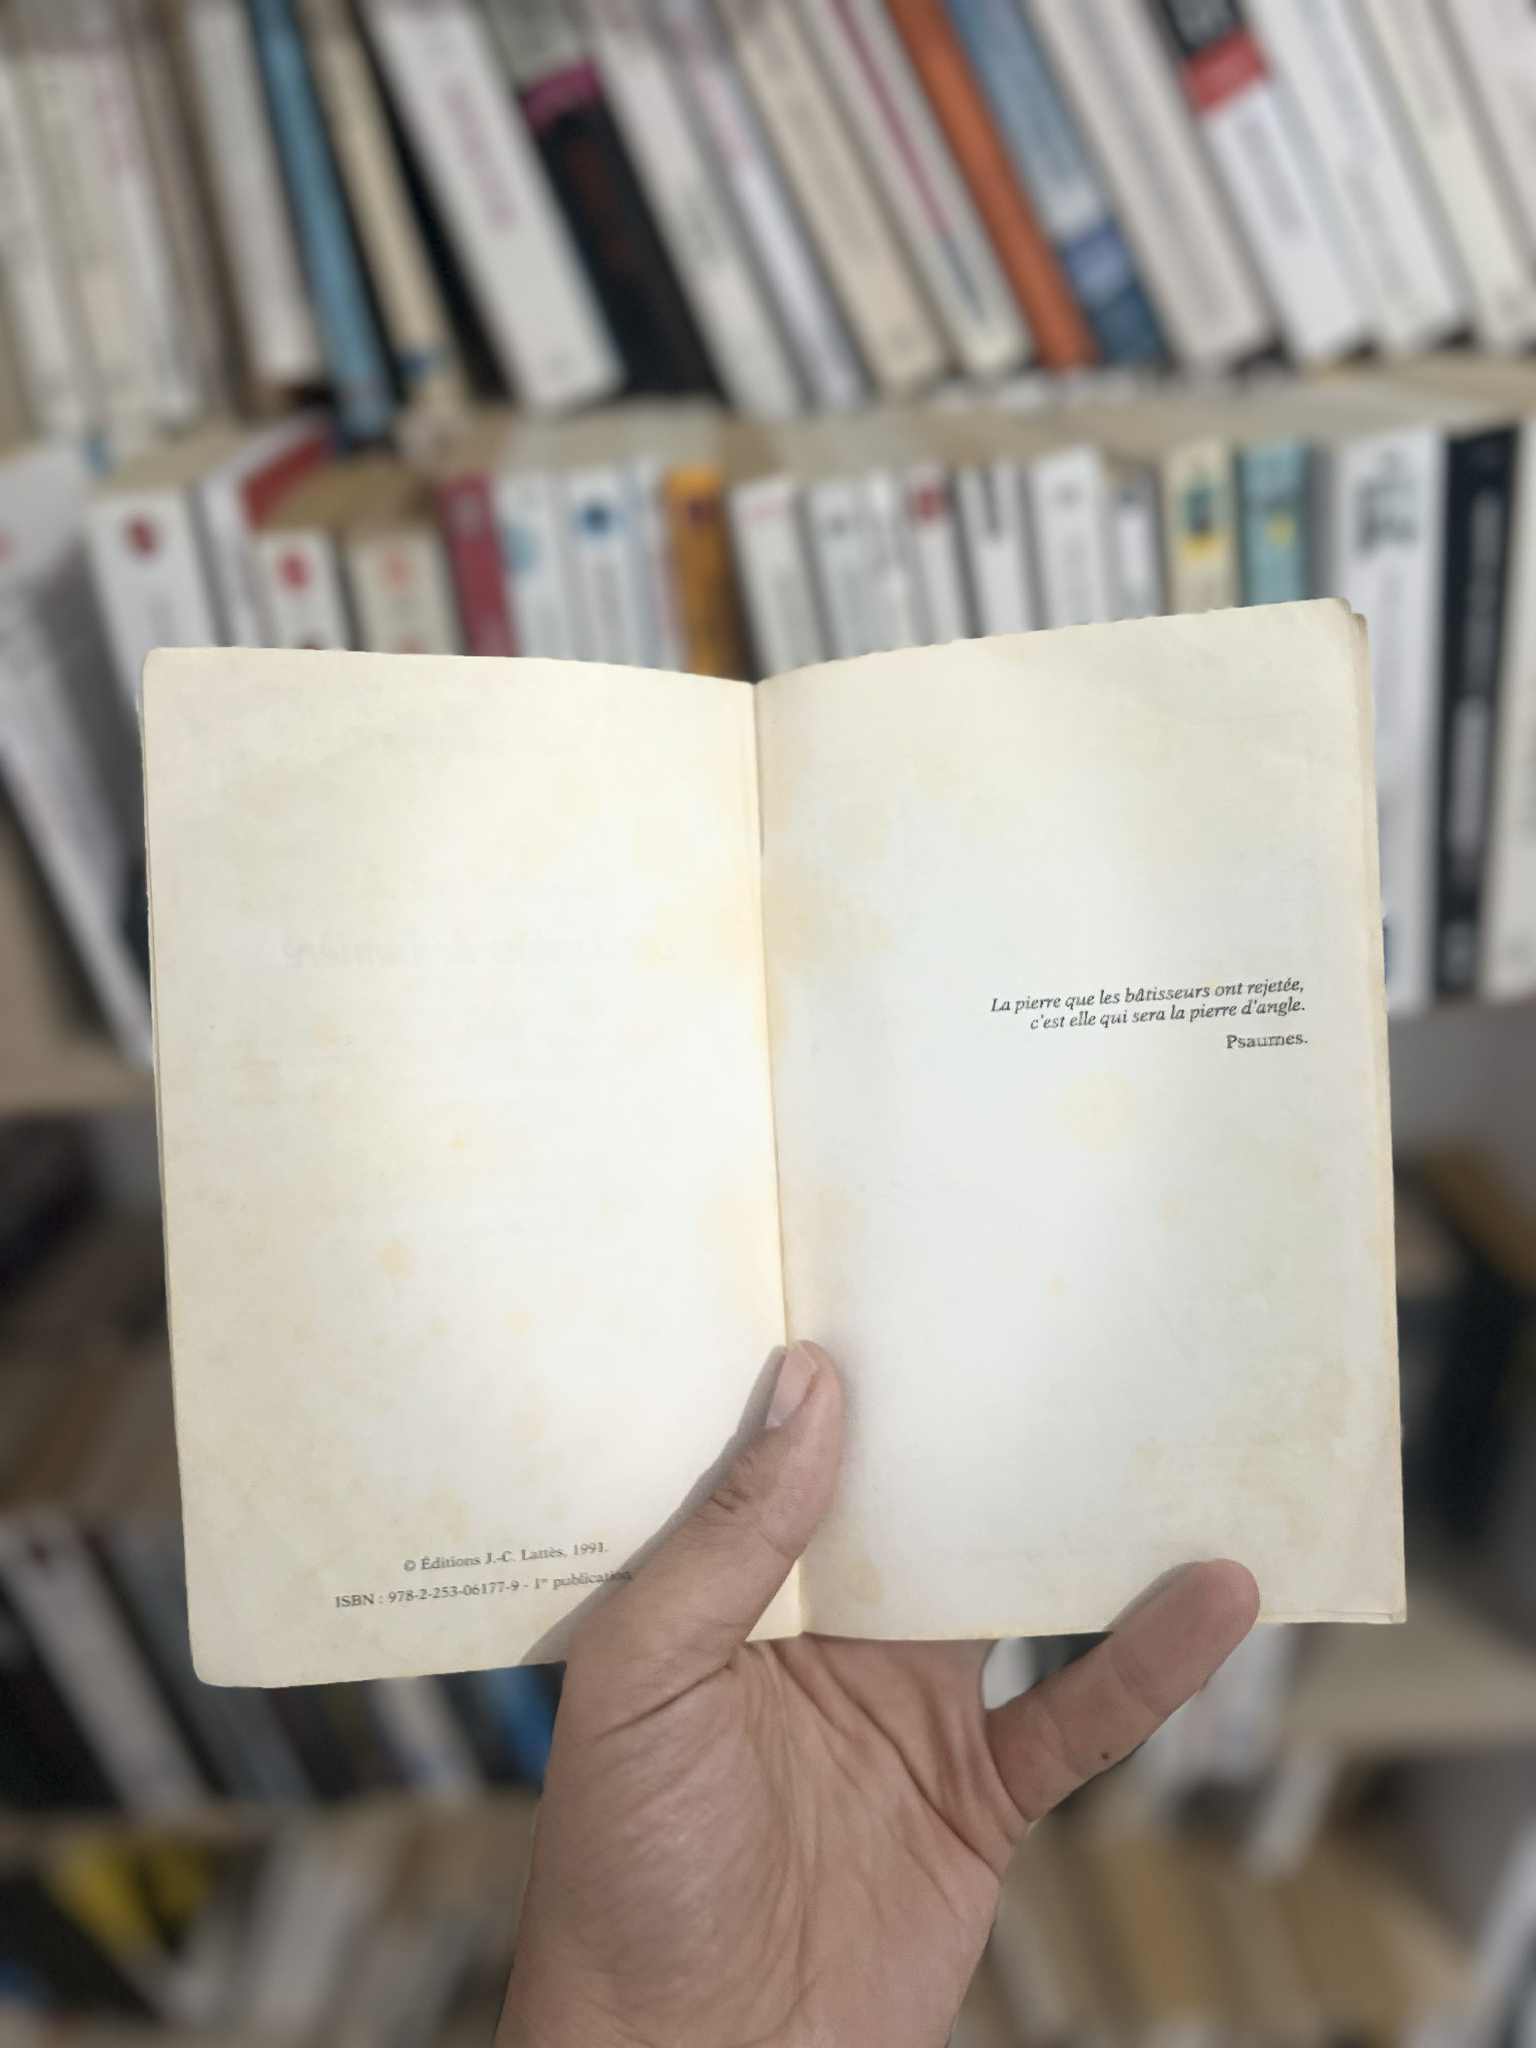 © Éditions J.-C. Lattès, 1991.
ISBN : 978-2-253-06177-9 - 1re publication
La pierre que les bâtisseurs ont rejetée,
c'est elle qui sera la pierre d'angle.
Psaumes.